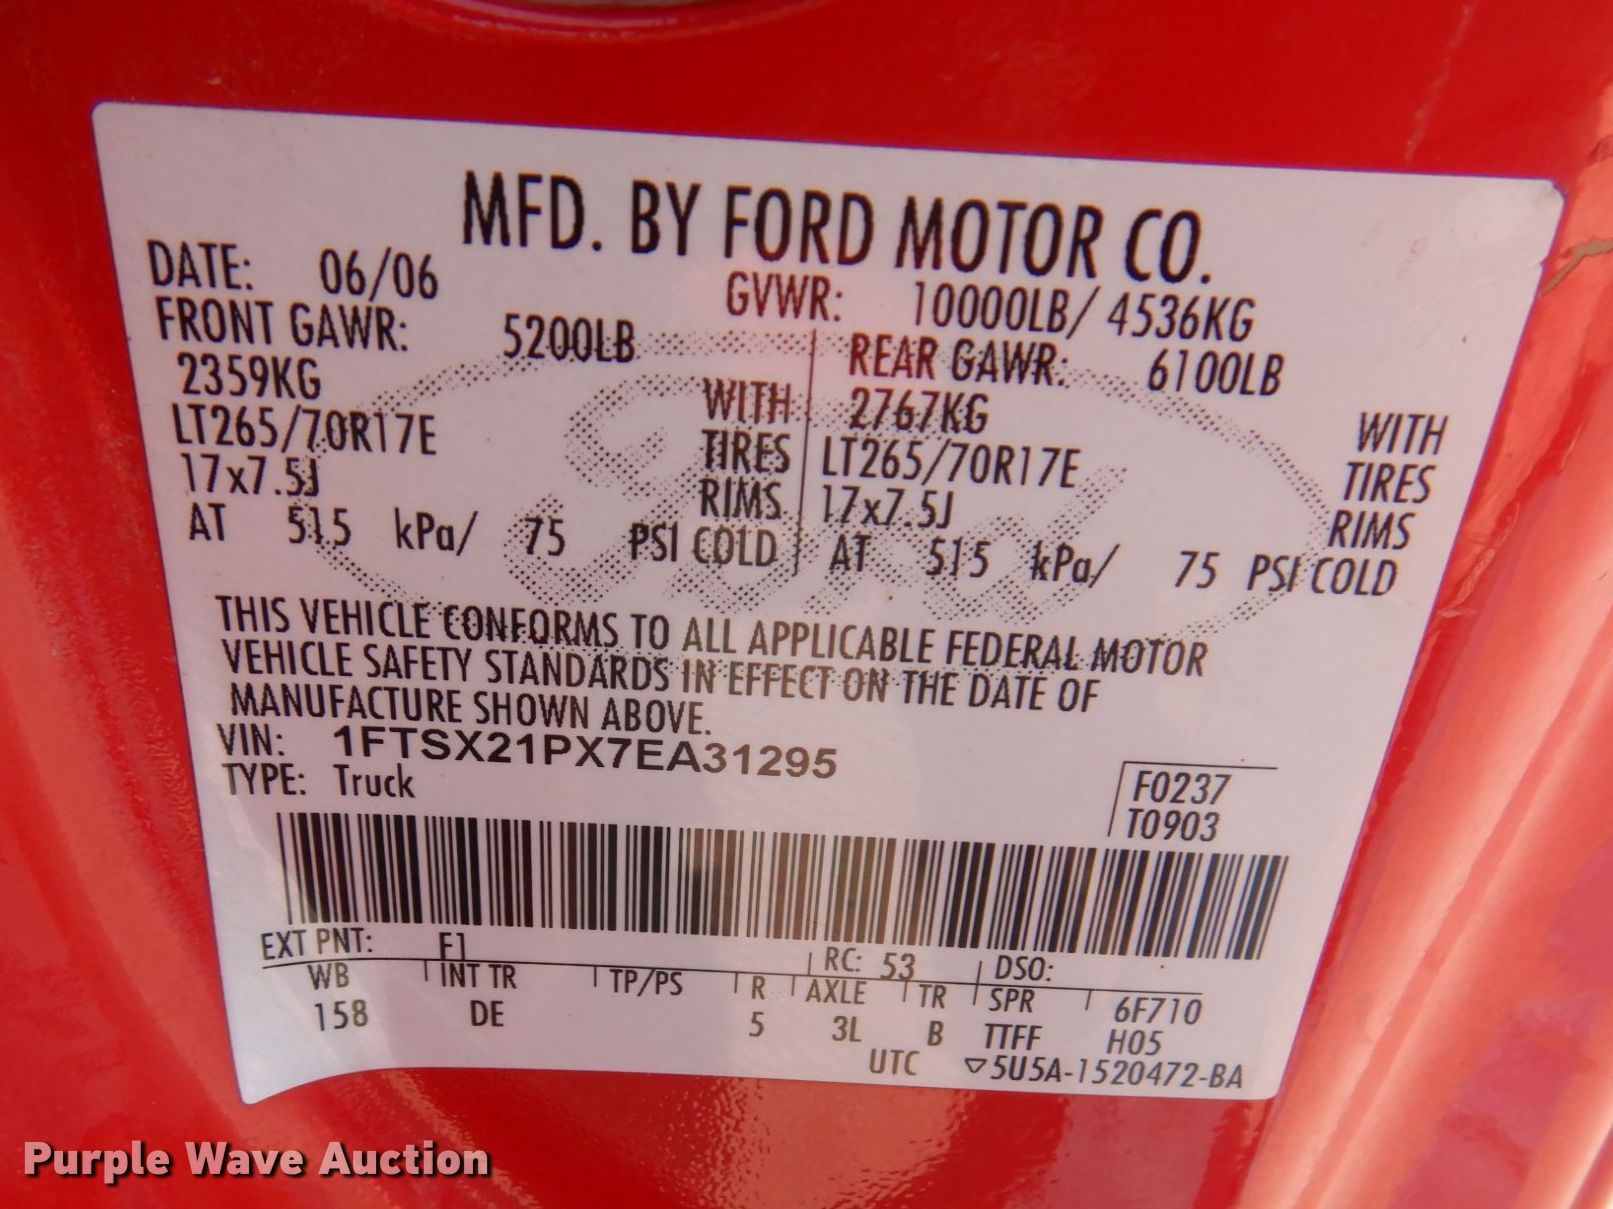 MFD. BY FORD MOTOR CO.
DATE: 06/06 GVWR: 10000LB/ 4536KG
FRONT GAWR: 5200LB REAR GAWR: 6100LB
2359KG WITH 2767KG WITH
LT265/70R17E TIRES LT265/70R17E TIRES
17x7.5J RIMS 17x7.5J RIMS
AT 515 kPa/ 75 PSI COLD AT 515 kPa/ 75 PSI COLD
THIS VEHICLE CONFORMS TO ALL APPLICABLE FEDERAL MOTOR
VEHICLE SAFETY STANDARDS IN EFFECT ON THE DATE OF
MANUFACTURE SHOWN ABOVE.
VIN: 1FTSX21PX7EA31295
TYPE: Truck
F0237
T0903
EXT PNT: F1 RC: 53 DSO:
WB INT TR TP/PS R AXLE TR SPR 6F710
158 DE 5 3L B TTFF H05
UTC ▽5U5A-1520472-BA
Ford
Purple Wave Auction